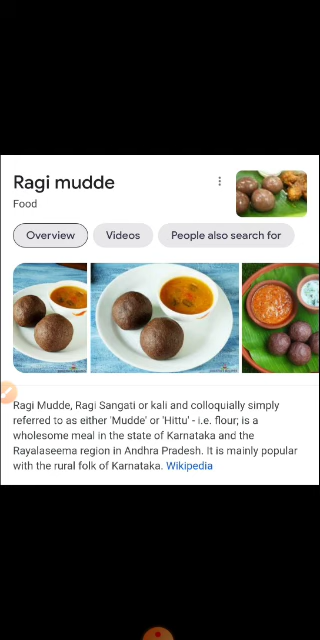 Ragi mudde
Food
Overview
Videos
People also search for
Ragi Mudde, Ragi Sangati or kali and colloquially simply
referred to as either 'Mudde' or 'Hittu' - i.e. flour; is a
wholesome meal in the state of Karnataka and the
Rayalaseema region in Andhra Pradesh. It is mainly popular
with the rural folk of Karnataka. Wikipedia